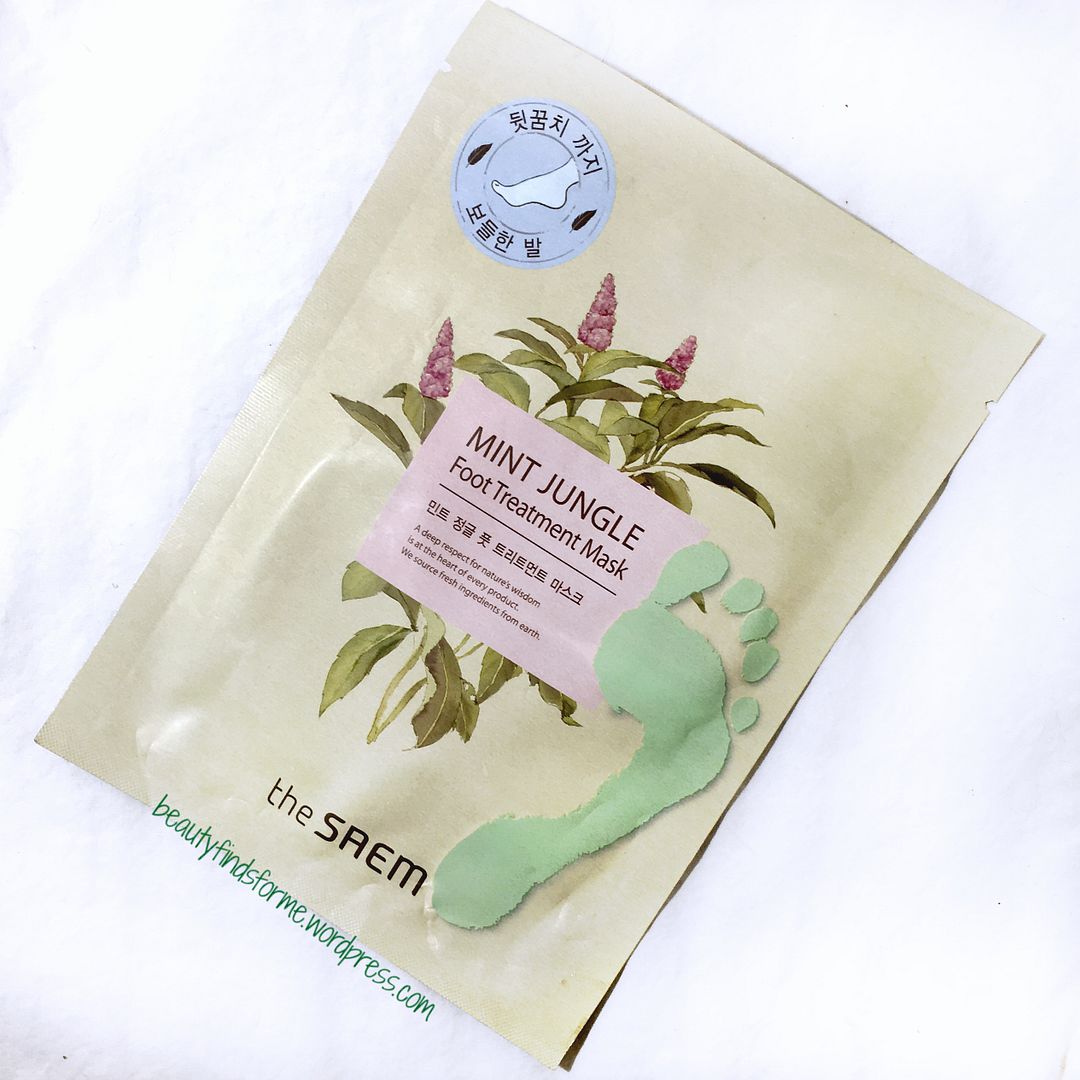 뒷꿈치 까지
보들한 발
MINT JUNGLE
Foot Treatment Mask
민트 정글 풋 트리트먼트 마스크
A deep respect for nature's wisdom
is at the heart of every product.
We source fresh ingredients from earth.
the SAEM
beautyfindsforme.wordpress.com